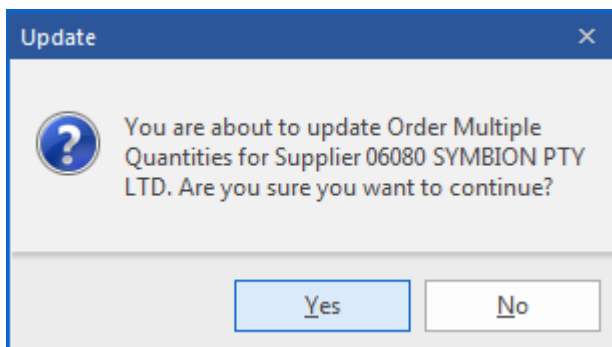 Update
You are about to update Order Multiple
Quantities for Supplier 06080 SYMBION PTY
LTD. Are you sure you want to continue?
Yes
No